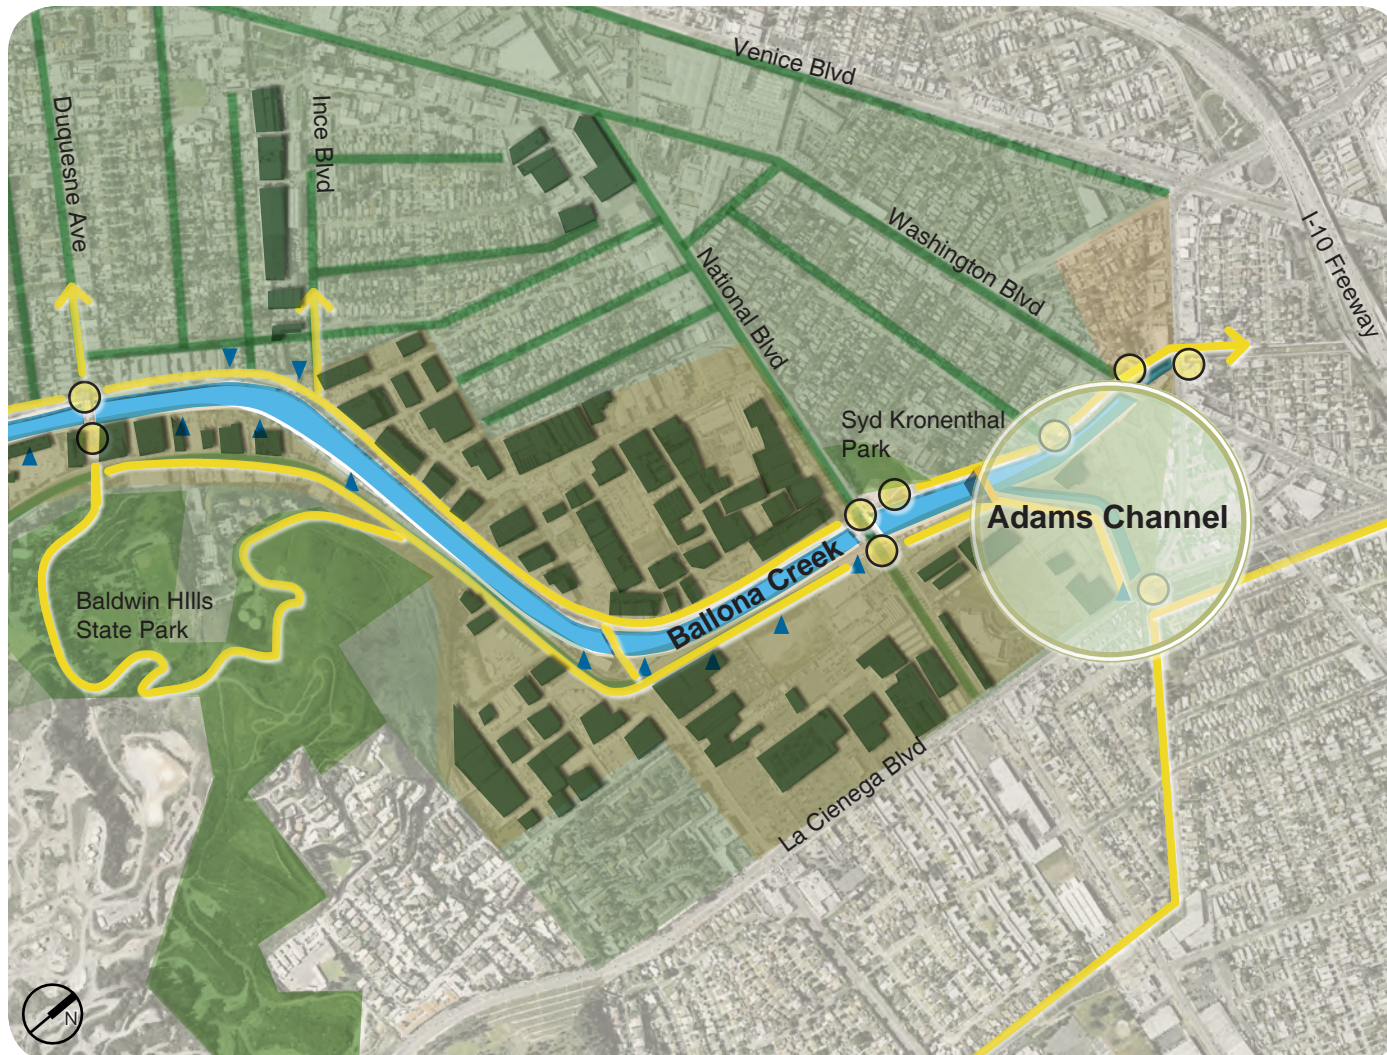 Venice Blvd
Duquesne Ave
Ince Blvd
Washington Blvd
I-10 Freeway
National Blvd
Syd Kronenthal
Park
Adams Channel
Ballona Creek
Baldwin HIlls
State Park
La Cienega Blvd
N